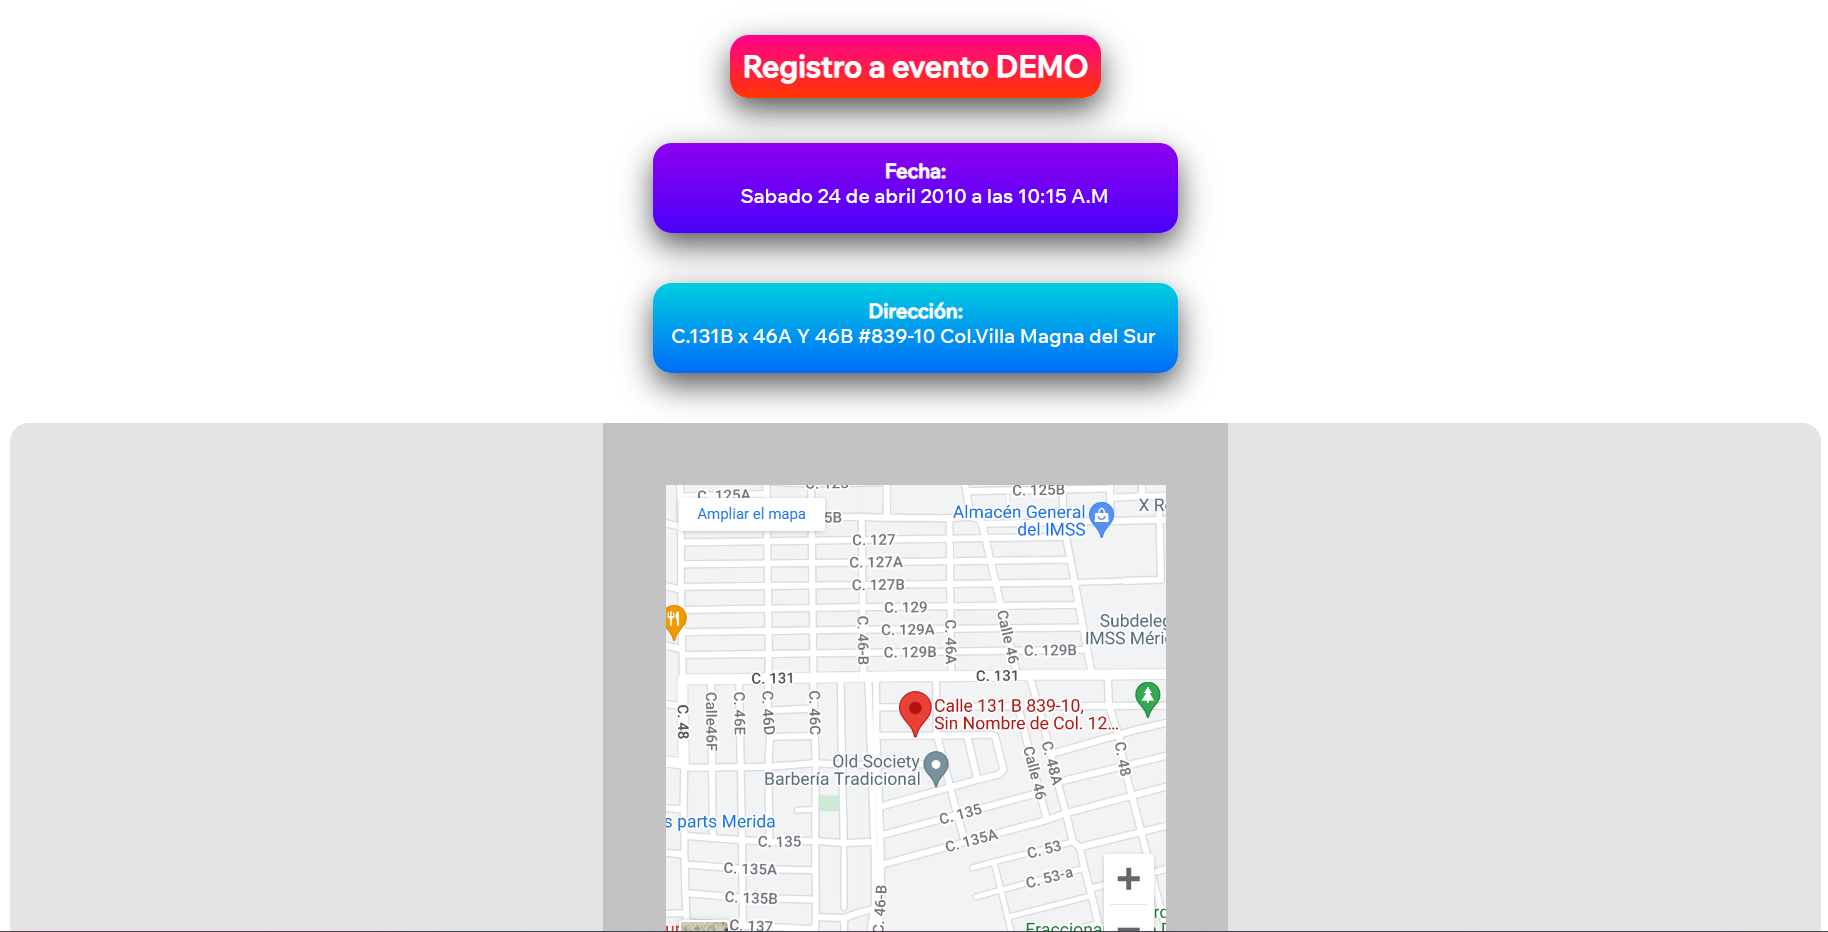 Registro a evento DEMO
Fecha:
Sabado 24 de abril 2010 a las 10:15 A.M
Dirección:
C.131B x 46A Y 46B #839-10 Col.Villa Magna del Sur
C. 125A
C. 125B
Ampliar el mapa
5B
Almacén General
del IMSS
C. 127
C. 127A
C. 127B
C. 129
C. 129A
C. 129B
C. 46-B
C. 46A
Calle 46
C. 129B
IMSS
C. 131
C. 131
C. 48
Calle46F
C. 46E
C. 46D
C. 46C
Calle 131 B 839-10,
Sin Nombre de Col. 12...
Old Society
Barbería Tradicional
Calle 46
C. 48A
C. 48
s parts Merida
C. 135
C. 135
C. 135A
C. 53
C. 53-a
C. 135A
C. 135B
C. 46-B
C. 137